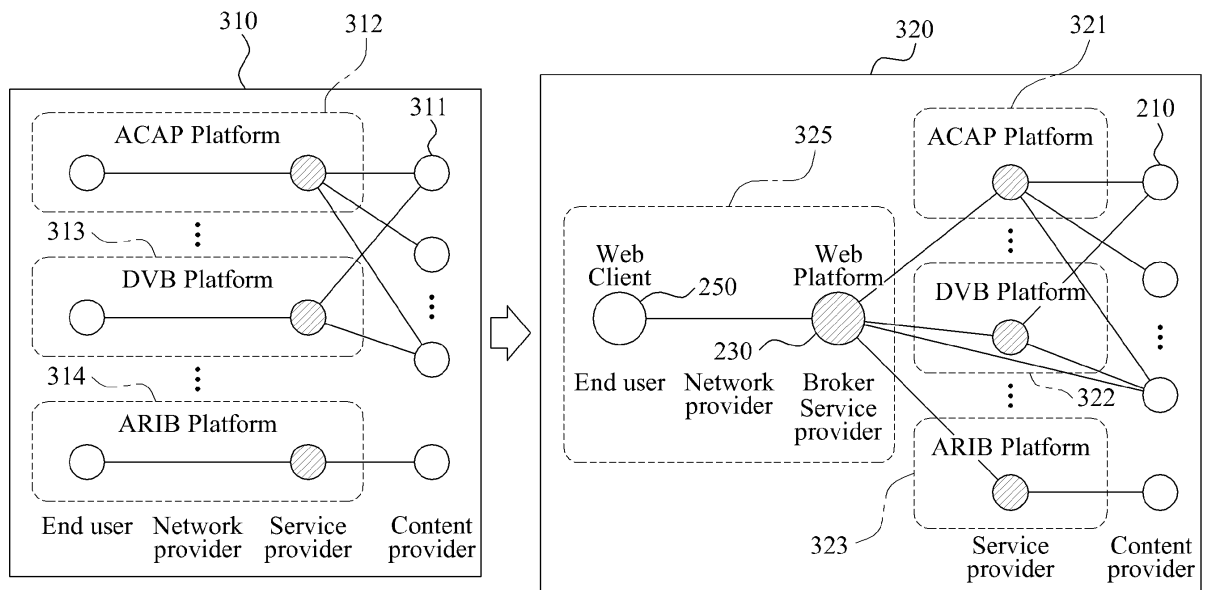 310
312
311
ACAP Platform
313
DVB Platform
314
ARIB Platform
End user
Network
provider
Service
provider
Content
provider
320
321
325
210
ACAP Platform
Web
Client
250
Web
Platform
230
DVB Platform
322
End user
Network
provider
Broker
Service
provider
ARIB Platform
323
Service
provider
Content
provider